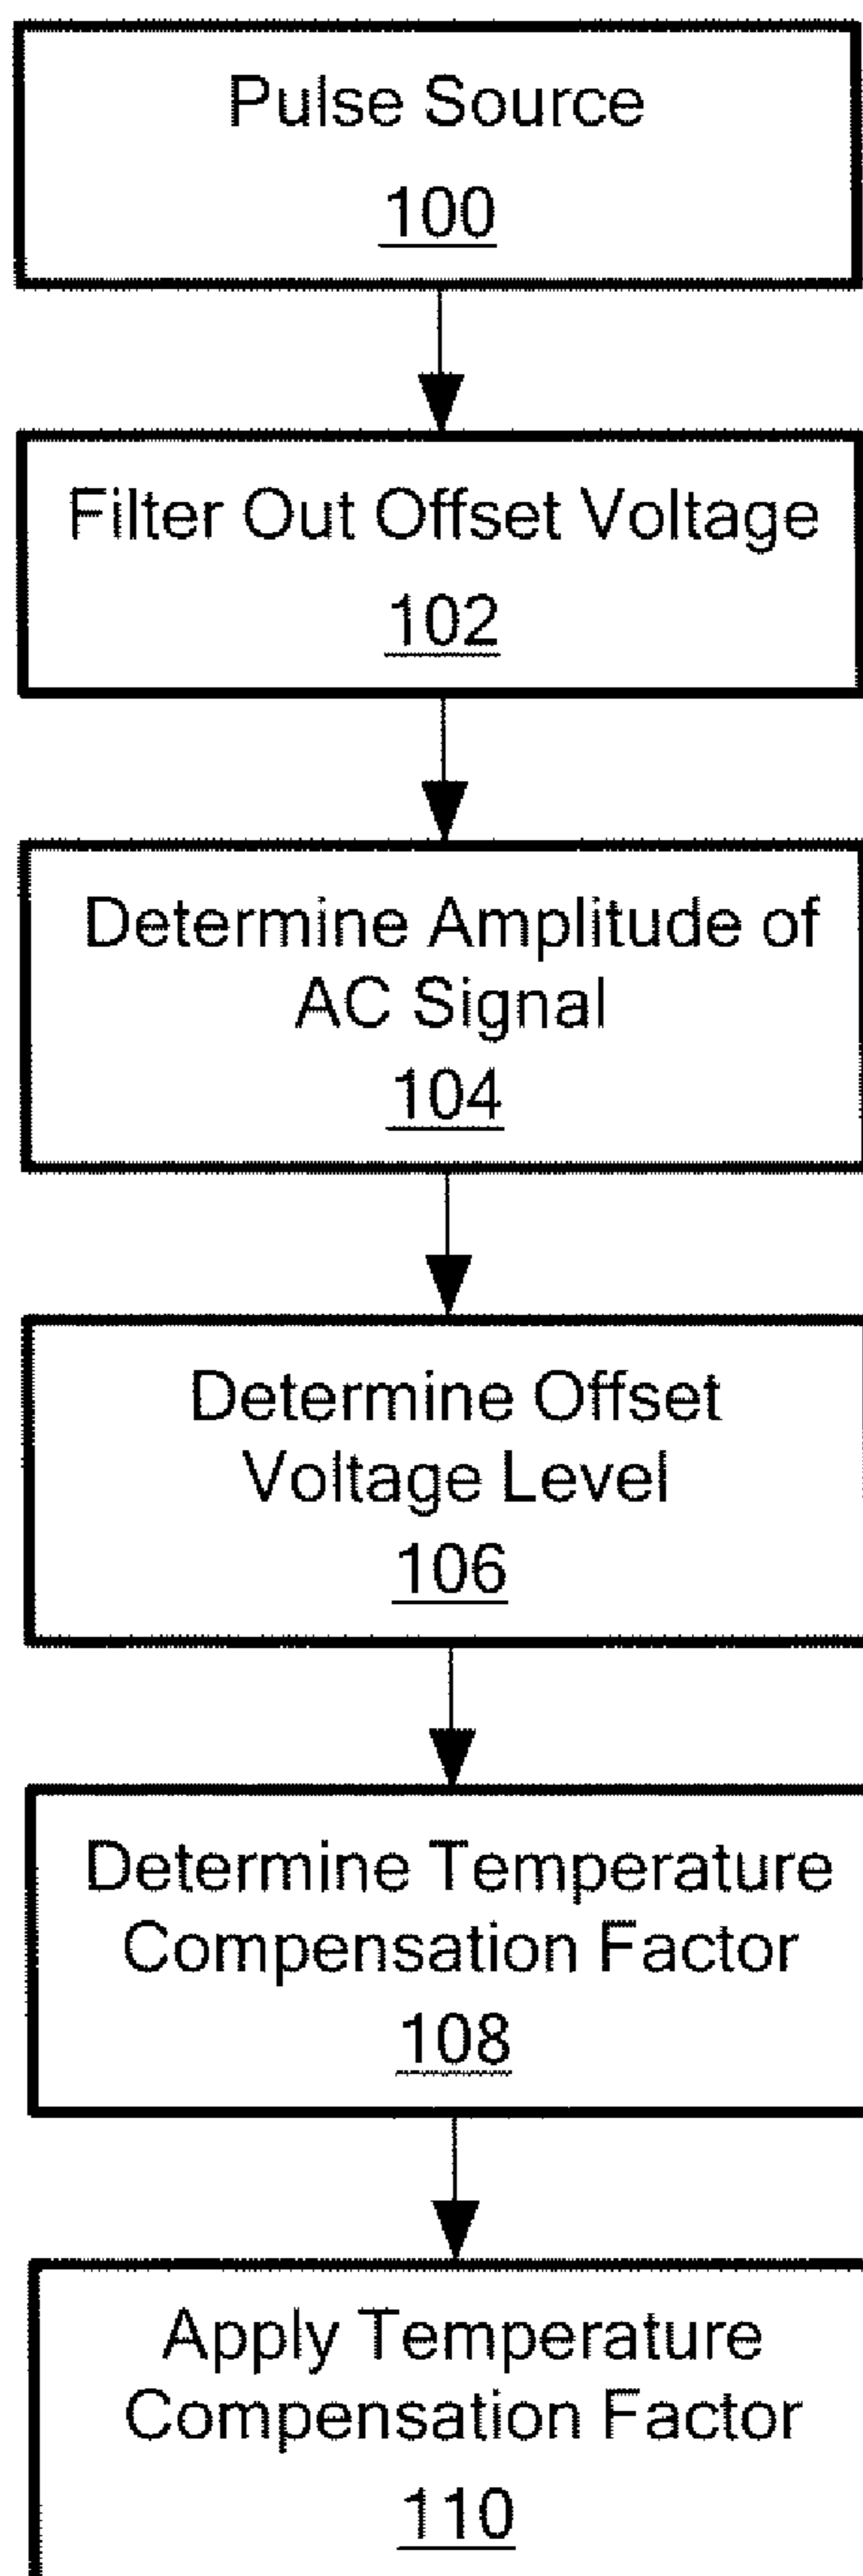 Pulse Source
100
Filter Out Offset Voltage
102
Determine Amplitude of
AC Signal
104
Determine Offset
Voltage Level
106
Determine Temperature
Compensation Factor
108
Apply Temperature
Compensation Factor
110